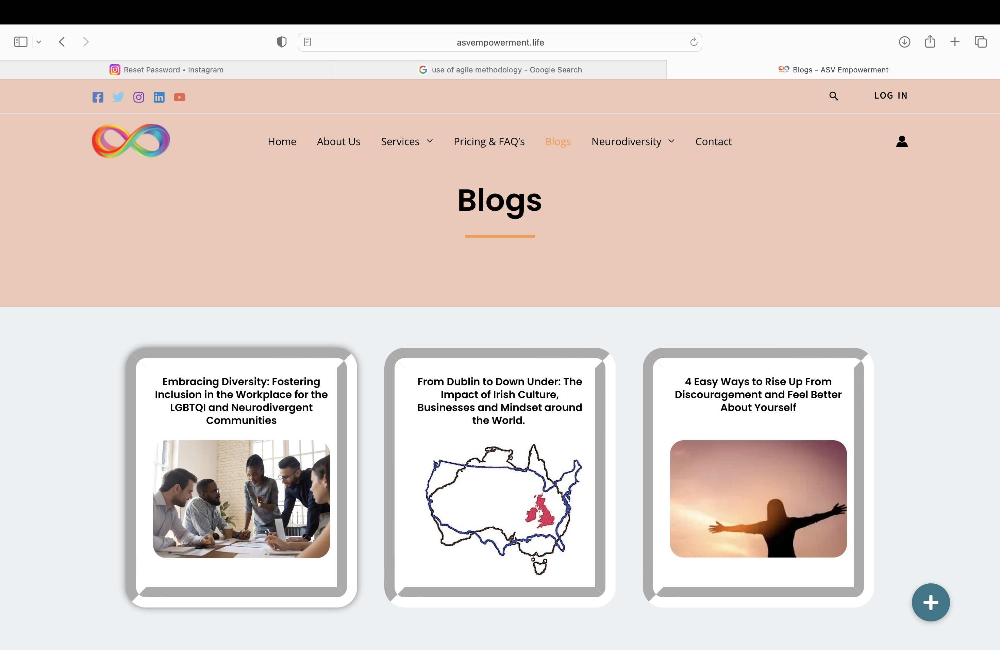 asvempowerment.life
Reset Password • Instagram
use of agile methodology - Google Search
Blogs - ASV Empowerment
LOG IN
Home
About Us
Services
Pricing & FAQ’s
Blogs
Neurodiversity
Contact
Blogs
Embracing Diversity: Fostering
Inclusion in the Workplace for the
LGBTQI and Neurodivergent
Communities
From Dublin to Down Under: The
Impact of Irish Culture,
Businesses and Mindset around
the World.
4 Easy Ways to Rise Up From
Discouragement and Feel Better
About Yourself